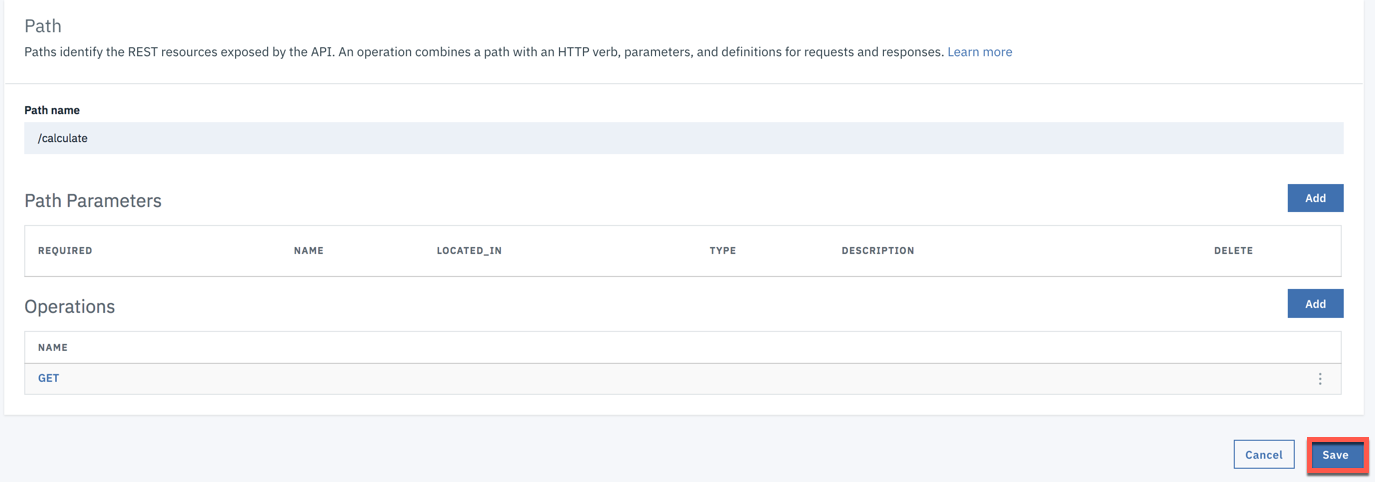 Path
Paths identify the REST resources exposed by the API. An operation combines a path with an HTTP verb, parameters, and definitions for requests and responses. Learn more
Path name
/calculate
Path Parameters
Add
REQUIRED NAME LOCATED_IN TYPE DESCRIPTION DELETE
Operations
Add
NAME
GET
Cancel Save